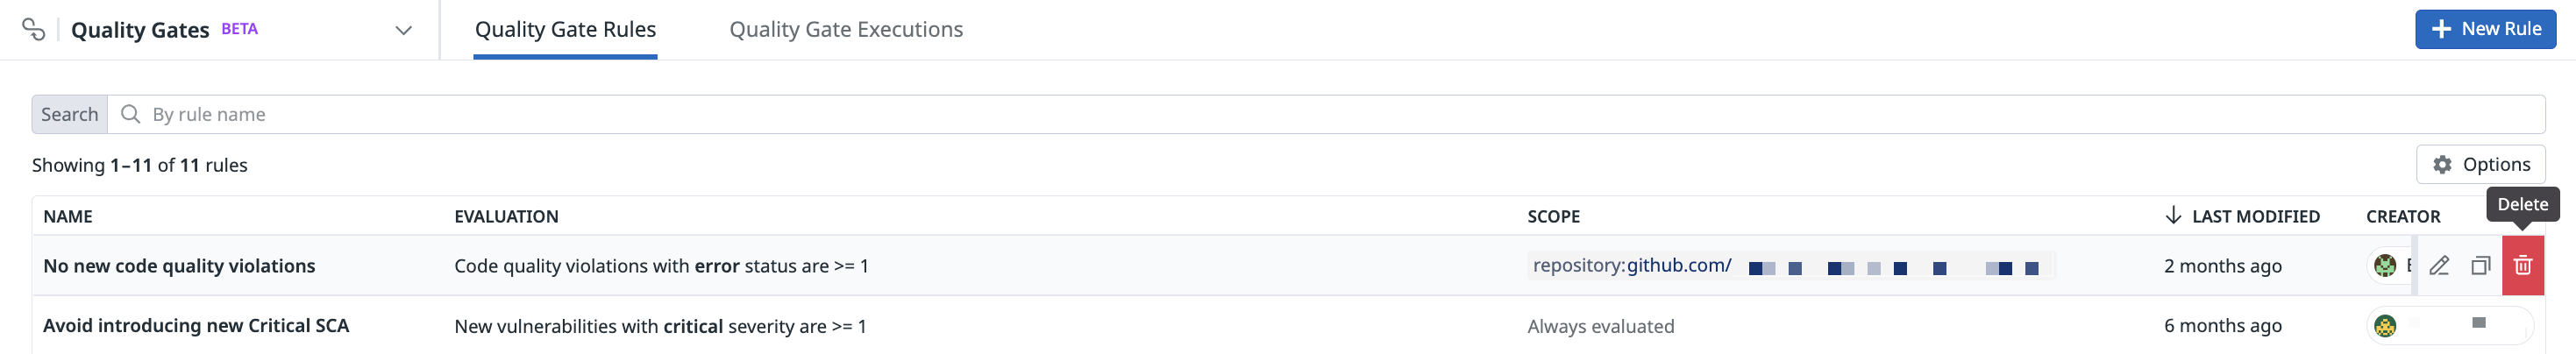 Quality Gates BETA Quality Gate Rules Quality Gate Executions New Rule
Search By rule name
Showing 1–11 of 11 rules Options
Delete
NAME EVALUATION SCOPE LAST MODIFIED CREATOR
No new code quality violations Code quality violations with error status are >= 1 repository:github.com/ 2 months ago
Avoid introducing new Critical SCA New vulnerabilities with critical severity are >= 1 Always evaluated 6 months ago